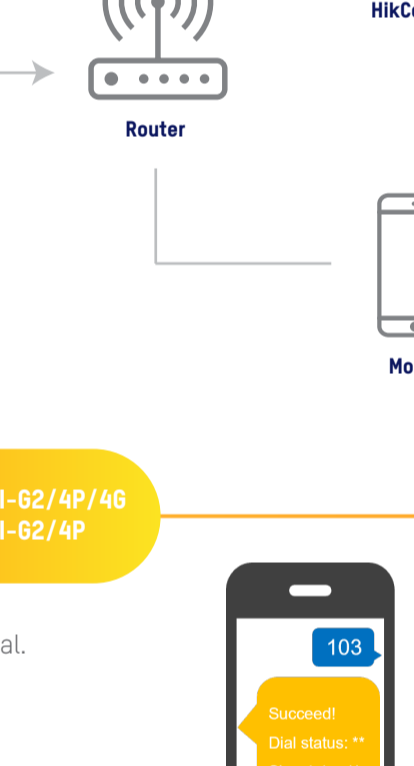 HikC
Router
Mo
I-G2/4P/4G
I-G2/4P
al.
103
Succeed!
Dial status: **